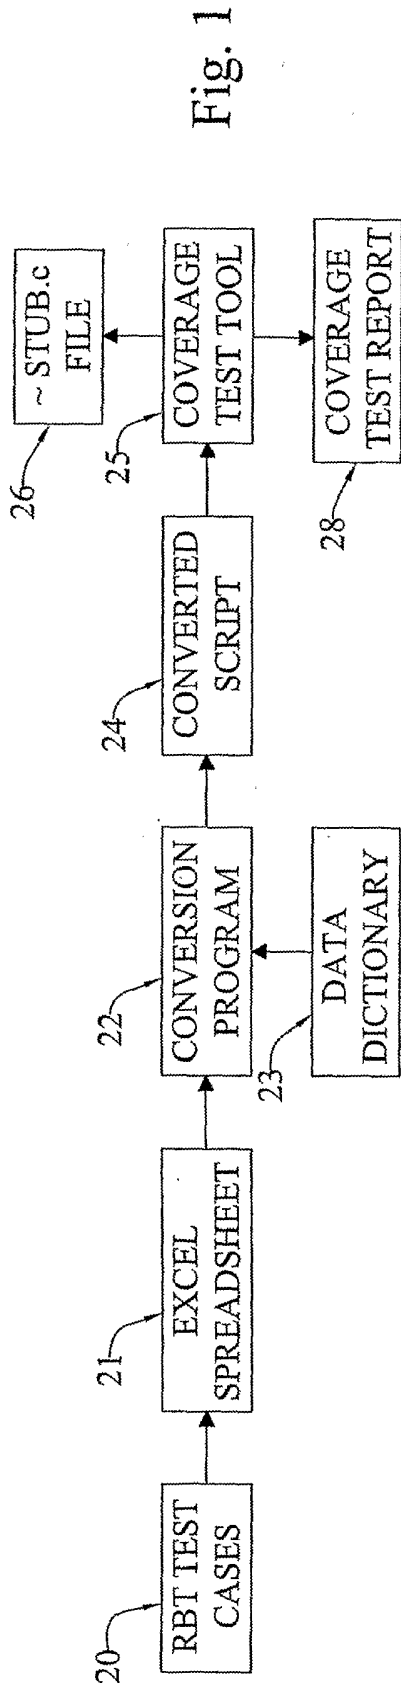 20
RBT TEST
CASES
21
EXCEL
SPREADSHEET
22
CONVERSION
PROGRAM
23
DATA
DICTIONARY
24
CONVERTED
SCRIPT
25
COVERAGE
TEST TOOL
26
~ STUB.c
FILE
28
COVERAGE
TEST REPORT
Fig. 1